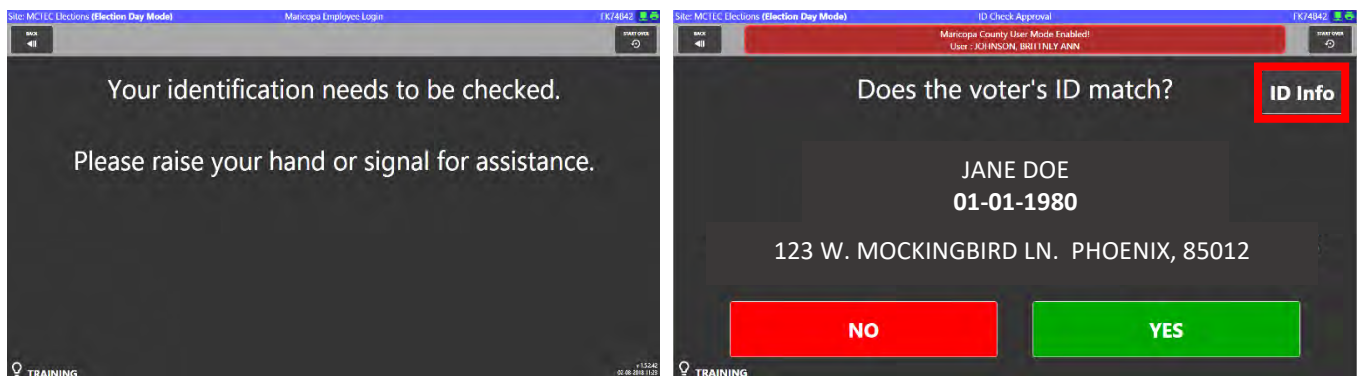 Site: MCTEC Elections (Election Day Mode)
Maricopa Employee Login
BACK
START OVER
Your identification needs to be checked.
Please raise your hand or signal for assistance.
TRAINING
Site: MCTEC Elections (Election Day Mode)
ID Check Approval
BACK
Maricopa County User Mode Enabled!
User : JOHNSON, BRITTNLY ANN
START OVER
Does the voter's ID match?
ID Info
JANE DOE
01-01-1980
123 W. MOCKINGBIRD LN. PHOENIX, 85012
NO
YES
TRAINING